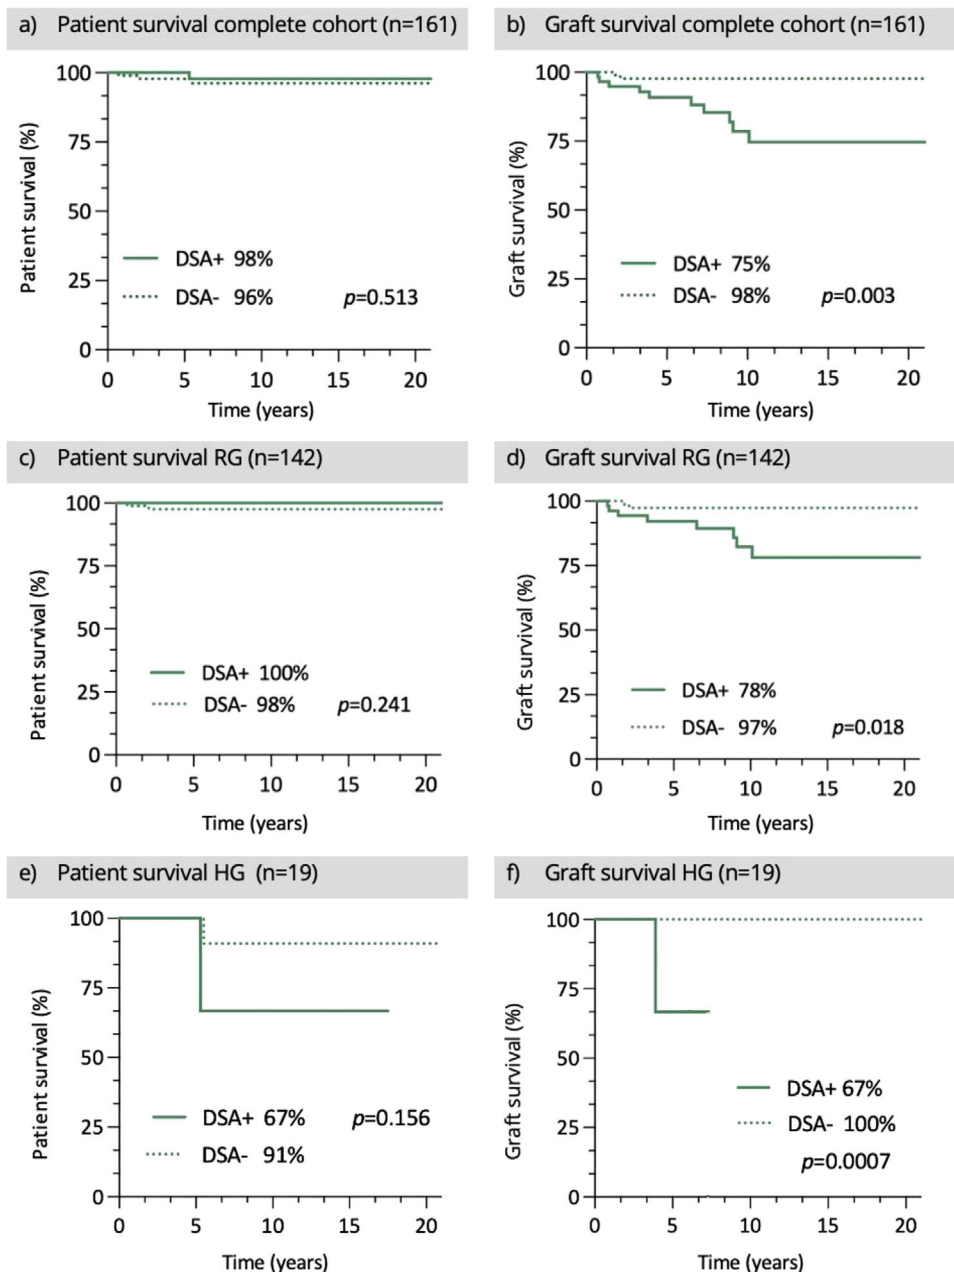 a) Patient survival complete cohort (n=161)
100
75
50
25
0
Patient survival (%)
DSA+ 98%
DSA- 96%
p=0.513
0 5 10 15 20
Time (years)
b) Graft survival complete cohort (n=161)
100
75
50
25
0
Graft survival (%)
DSA+ 75%
DSA- 98%
p=0.003
0 5 10 15 20
Time (years)
c) Patient survival RG (n=142)
100
75
50
25
0
Patient survival (%)
DSA+ 100%
DSA- 98%
p=0.241
0 5 10 15 20
Time (years)
d) Graft survival RG (n=142)
100
75
50
25
0
Graft survival (%)
DSA+ 78%
DSA- 97%
p=0.018
0 5 10 15 20
Time (years)
e) Patient survival HG (n=19)
100
75
50
25
0
Patient survival (%)
DSA+ 67%
p=0.156
DSA- 91%
0 5 10 15 20
Time (years)
f) Graft survival HG (n=19)
100
75
50
25
0
Graft survival (%)
DSA+ 67%
DSA- 100%
p=0.0007
0 5 10 15 20
Time (years)